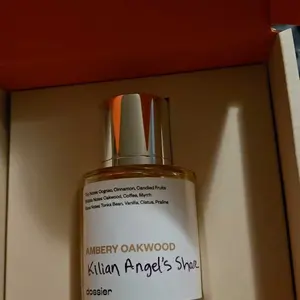 Top Notes: Cognac, Cinnamon, Candied Fruits
Middle Notes: Oakwood, Coffee, Myrrh
Base Notes: Tonka Bean, Vanilla, Cistus, Praline
AMBERY OAKWOOD
Kilian Angel's Share
dossier